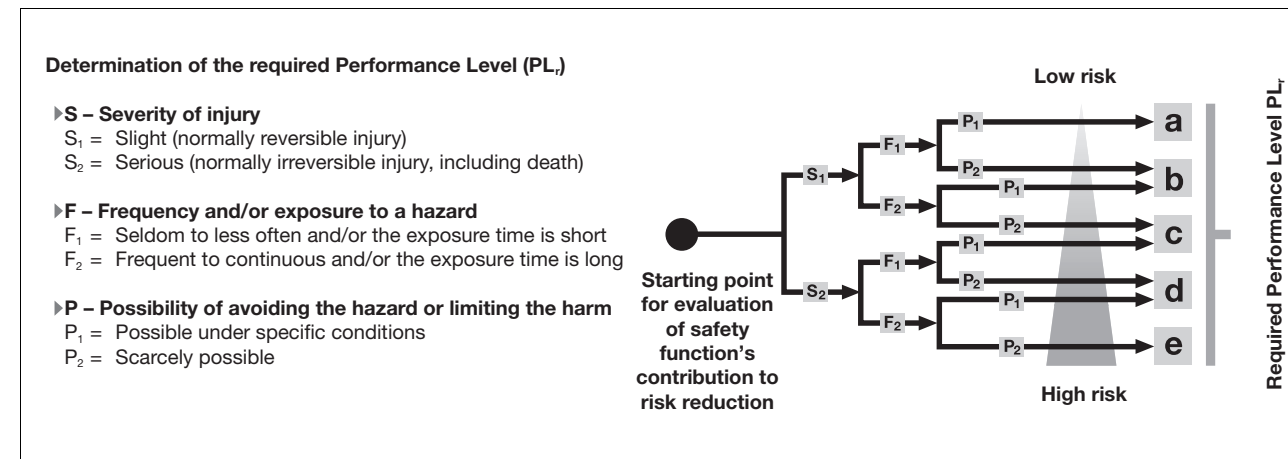 Determination of the required Performance Level (PLr)
S – Severity of injury
S1 = Slight (normally reversible injury)
S2 = Serious (normally irreversible injury, including death)
F – Frequency and/or exposure to a hazard
F1 = Seldom to less often and/or the exposure time is short
F2 = Frequent to continuous and/or the exposure time is long
P – Possibility of avoiding the hazard or limiting the harm
P1 = Possible under specific conditions
P2 = Scarcely possible
Starting point
for evaluation
of safety
function's
contribution to
risk reduction
Low risk
P1
a
F1
P2
S1
b
P1
F2
P2
c
P1
F1
P2
S2
d
P1
F2
P2
e
High risk
Required Performance Level PLr